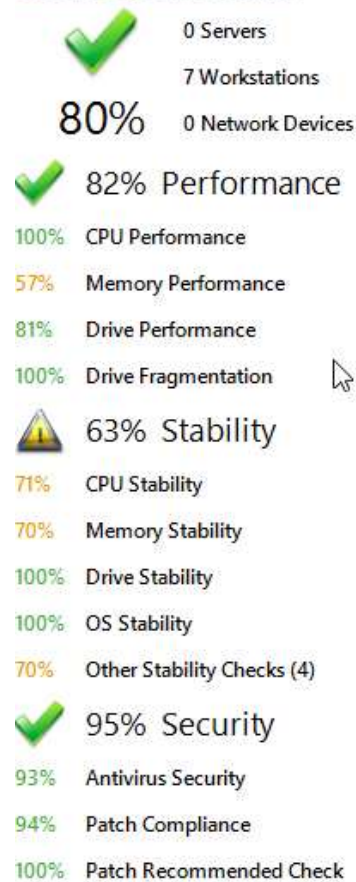 0 Servers
7 Workstations
80% 0 Network Devices
82% Performance
100% CPU Performance
57% Memory Performance
81% Drive Performance
100% Drive Fragmentation
63% Stability
71% CPU Stability
70% Memory Stability
100% Drive Stability
100% OS Stability
70% Other Stability Checks (4)
95% Security
93% Antivirus Security
94% Patch Compliance
100% Patch Recommended Check